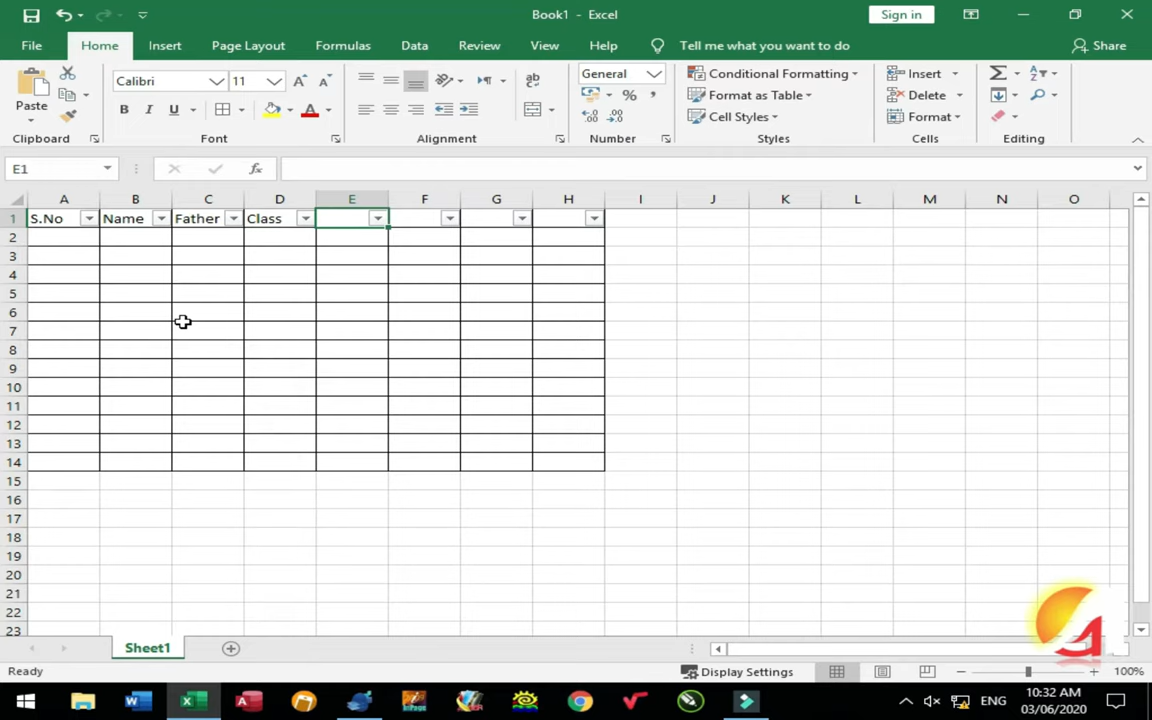 Book1 - Excel
Sign in
File Home Insert Page Layout Formulas Data Review View Help Tell me what you want to do Share
Paste
Calibri 11
B I U A
General
% ,
Conditional Formatting
Format as Table
Cell Styles
Insert
Delete
Format
Clipboard Font Alignment Number Styles Cells Editing
E1 fx
A B C D E F G H I J K L M N O
1 S.No Name Father Class
2
3
4
5
6
7
8
9
10
11
12
13
14
15
16
17
18
19
20
21
22
23
Sheet1
Ready Display Settings 100%
ENG 10:32 AM
03/06/2020